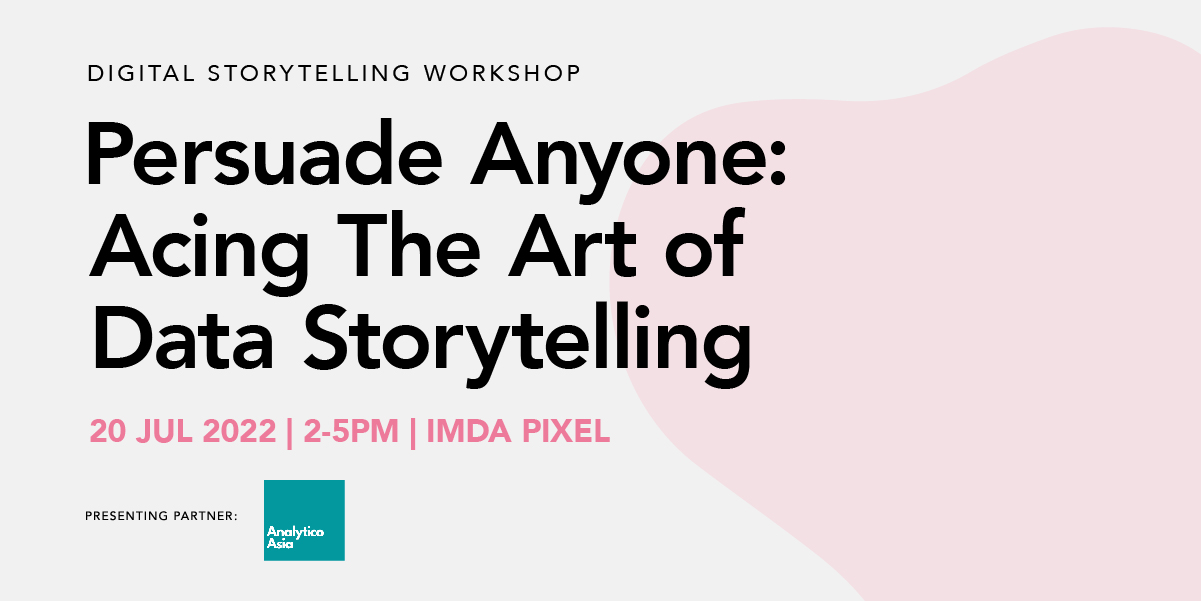 DIGITAL STORYTELLING WORKSHOP
Persuade Anyone:
Acing The Art of
Data Storytelling
20 JUL 2022 | 2-5PM | IMDA PIXEL
PRESENTING PARTNER:
Analytico
Asia